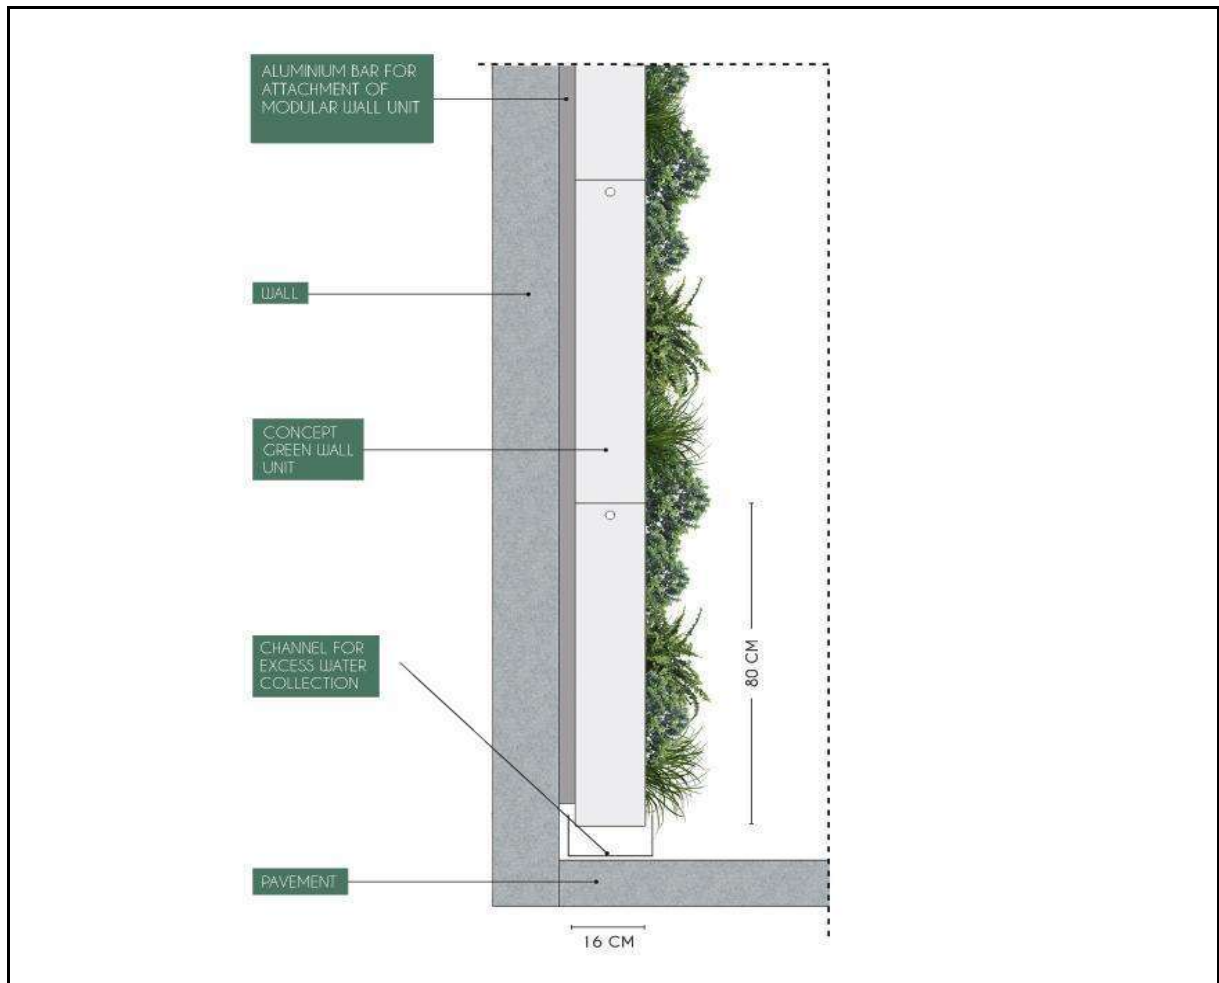 ALUMINIUM BAR FOR
ATTACHMENT OF
MODULAR WALL UNIT
WALL
CONCEPT
GREEN WALL
UNIT
CHANNEL FOR
EXCESS WATER
COLLECTION
80 CM
PAVEMENT
16 CM